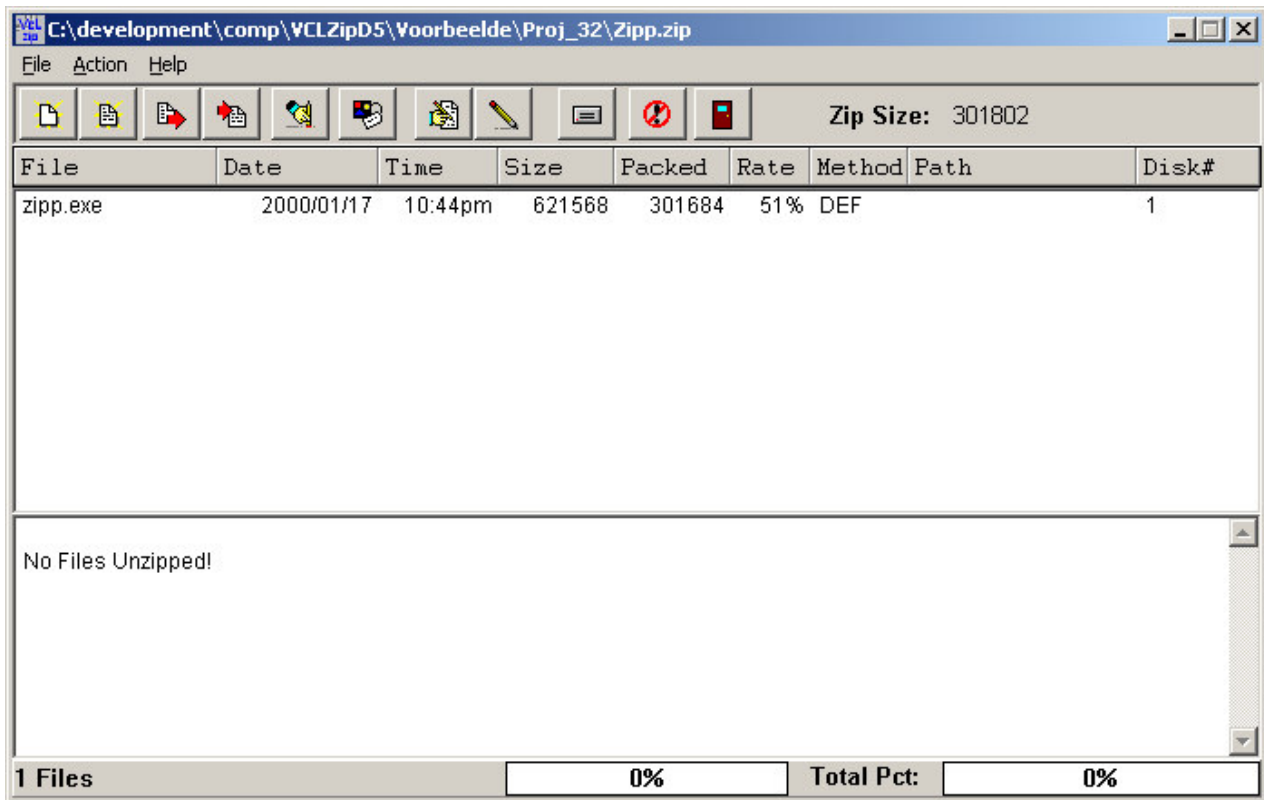 VCL
zip
C:\development\comp\VCLZipD5\Voorbeelde\Proj_32\Zipp.zip
File Action Help
Zip Size: 301802
File Date Time Size Packed Rate Method Path Disk#
zipp.exe 2000/01/17 10:44pm 621568 301684 51% DEF 1
No Files Unzipped!
1 Files 0% Total Pct: 0%